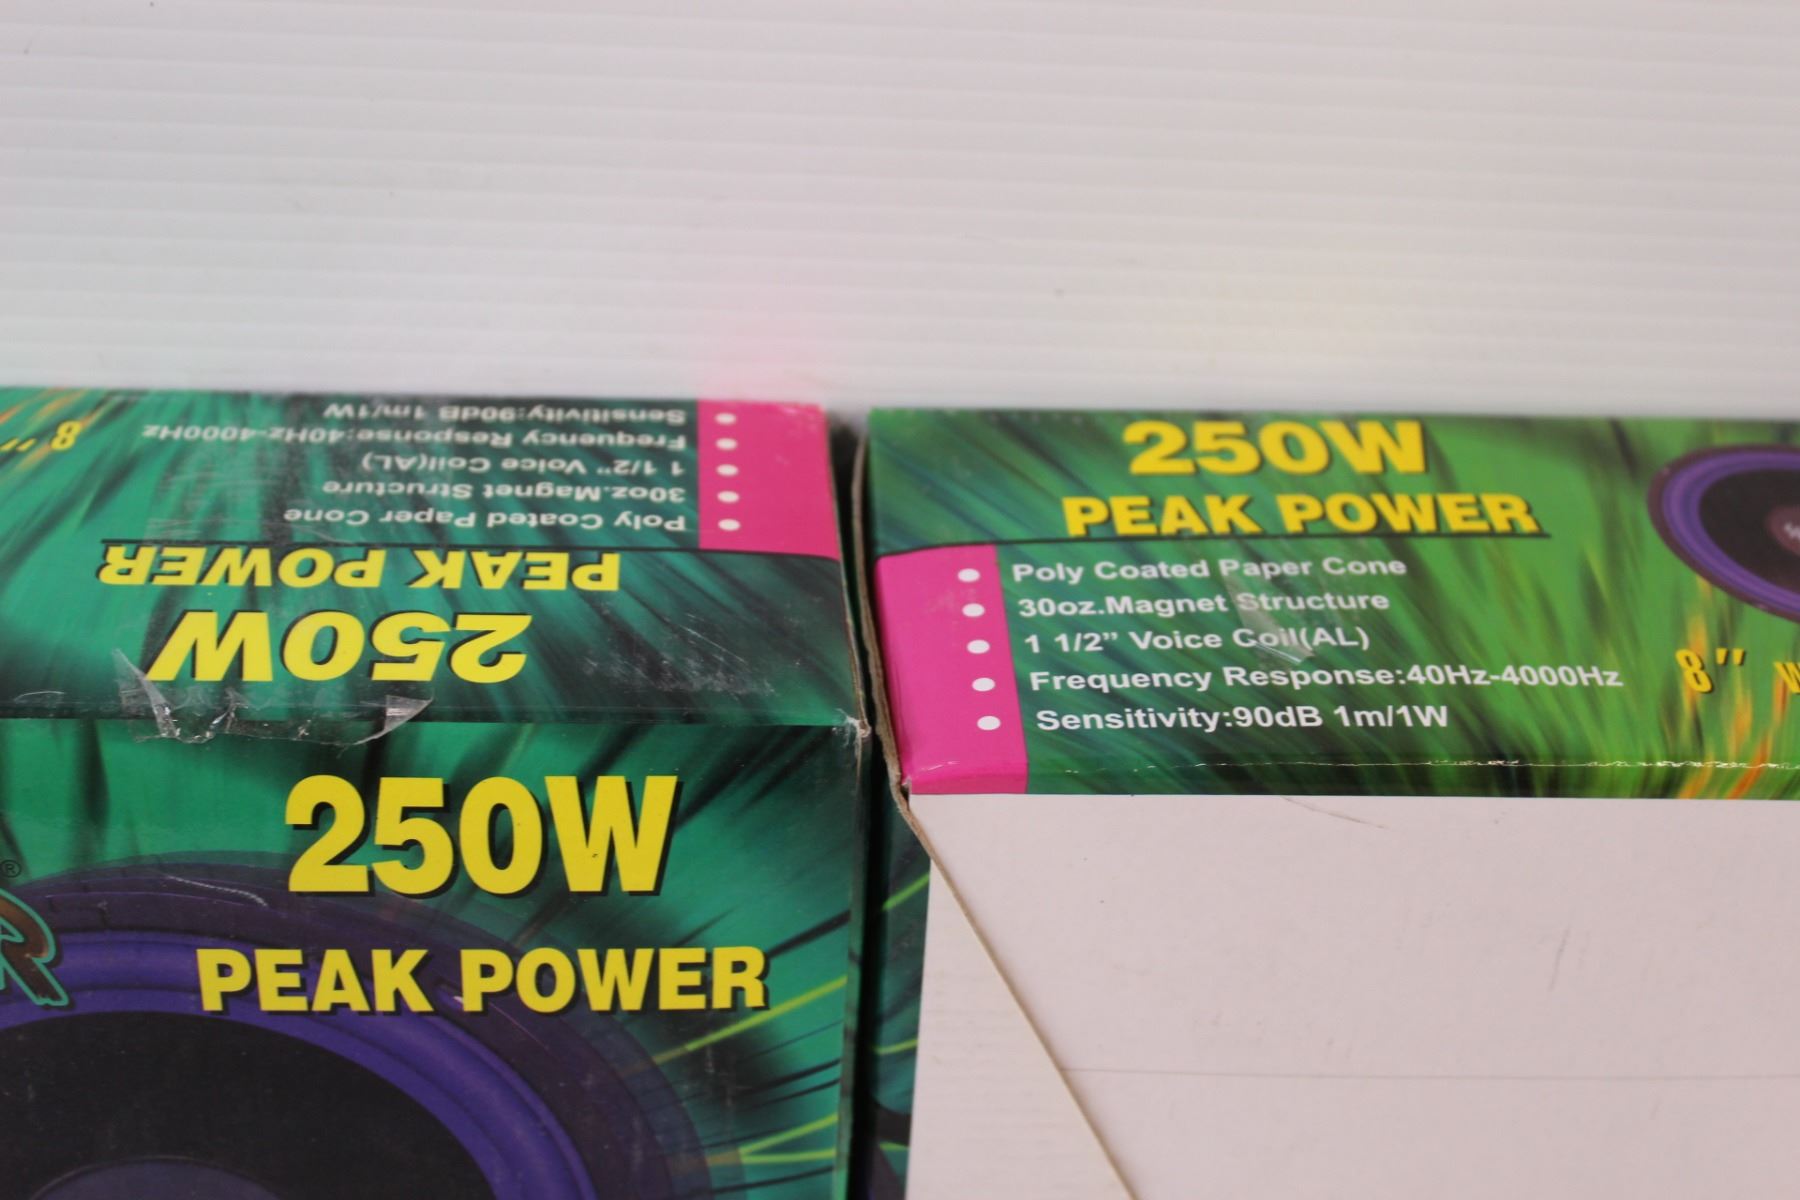 8"
Sensitivity:90dB 1m/1W
Frequency Response:40Hz-4000Hz
1 1/2" Voice Coil(AL)
30oz.Magnet Structure
Poly Coated Paper Cone
PEAK POWER
250W
250W
PEAK POWER
®
R
250W
PEAK POWER
Poly Coated Paper Cone
30oz.Magnet Structure
1 1/2” Voice Coil(AL)
Frequency Response:40Hz-4000Hz
Sensitivity:90dB 1m/1W
8"